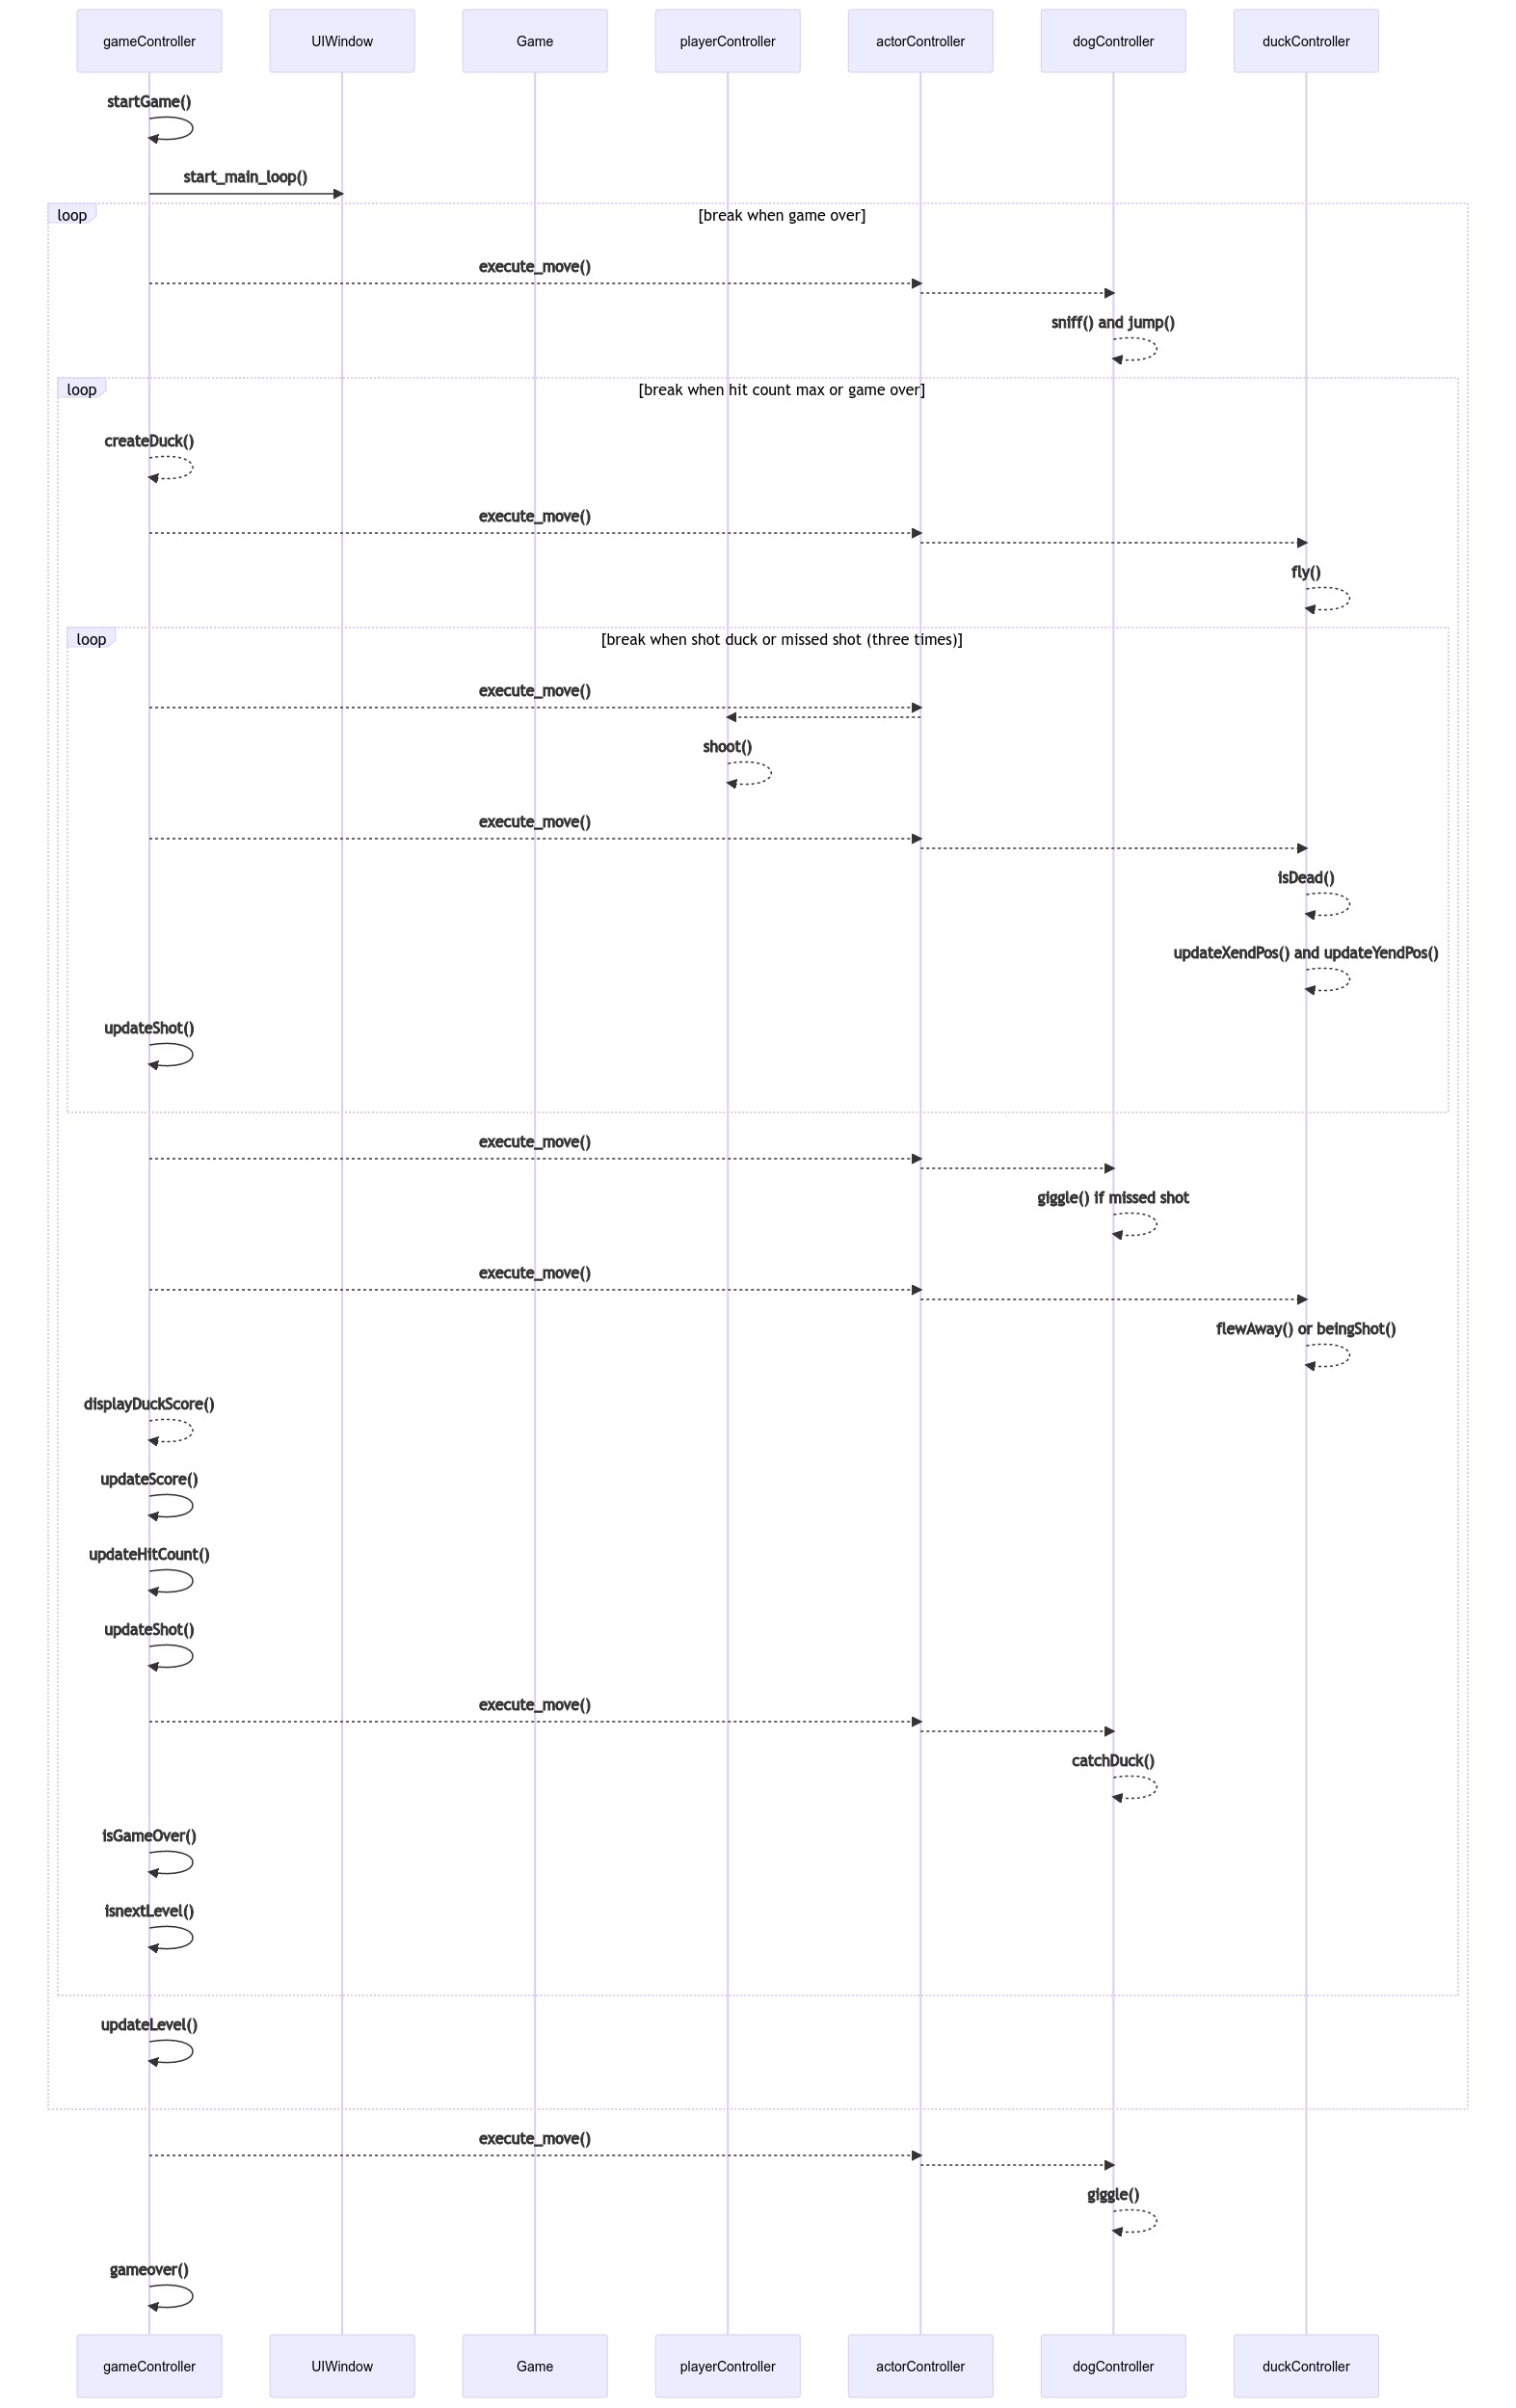 gameController
UIWindow
Game
playerController
actorController
dogController
duckController
startGame()
start_main_loop()
loop
[break when game over]
execute_move()
sniff() and jump()
loop
[break when hit count max or game over]
createDuck()
execute_move()
fly()
loop
[break when shot duck or missed shot (three times)]
execute_move()
shoot()
execute_move()
isDead()
updateXendPos() and updateYendPos()
updateShot()
execute_move()
giggle() if missed shot
execute_move()
flewAway() or beingShot()
displayDuckScore()
updateScore()
updateHitCount()
updateShot()
execute_move()
catchDuck()
isGameOver()
isnextLevel()
updateLevel()
execute_move()
giggle()
gameover()
gameController
UIWindow
Game
playerController
actorController
dogController
duckController